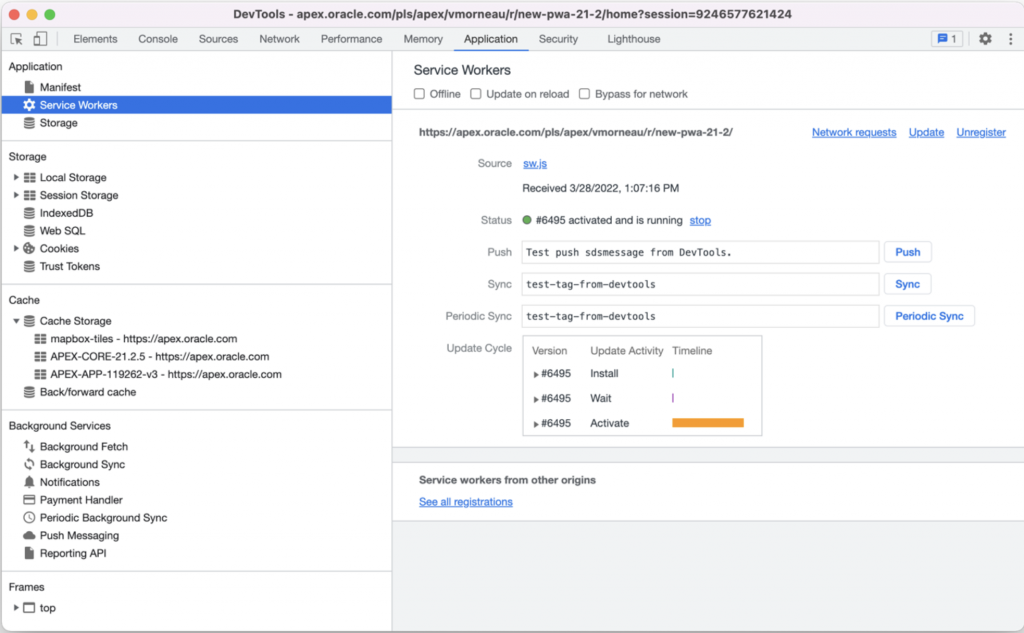 DevTools - apex.oracle.com/pls/apex/vmorneau/r/new-pwa-21-2/home?session=9246577621424
Elements Console Sources Network Performance Memory Application Security Lighthouse 1
Application
Manifest
Service Workers
Storage
Storage
Local Storage
Session Storage
IndexedDB
Web SQL
Cookies
Trust Tokens
Cache
Cache Storage
mapbox-tiles - https://apex.oracle.com
APEX-CORE-21.2.5 - https://apex.oracle.com
APEX-APP-119262-v3 - https://apex.oracle.com
Back/forward cache
Background Services
Background Fetch
Background Sync
Notifications
Payment Handler
Periodic Background Sync
Push Messaging
Reporting API
Frames
top
Service Workers
Offline Update on reload Bypass for network
https://apex.oracle.com/pls/apex/vmorneau/r/new-pwa-21-2/ Network requests Update Unregister
Source sw.js
Received 3/28/2022, 1:07:16 PM
Status #6495 activated and is running stop
Push Test push sdsmessage from DevTools. Push
Sync test-tag-from-devtools Sync
Periodic Sync test-tag-from-devtools Periodic Sync
Update Cycle Version Update Activity Timeline
#6495 Install
#6495 Wait
#6495 Activate
Service workers from other origins
See all registrations